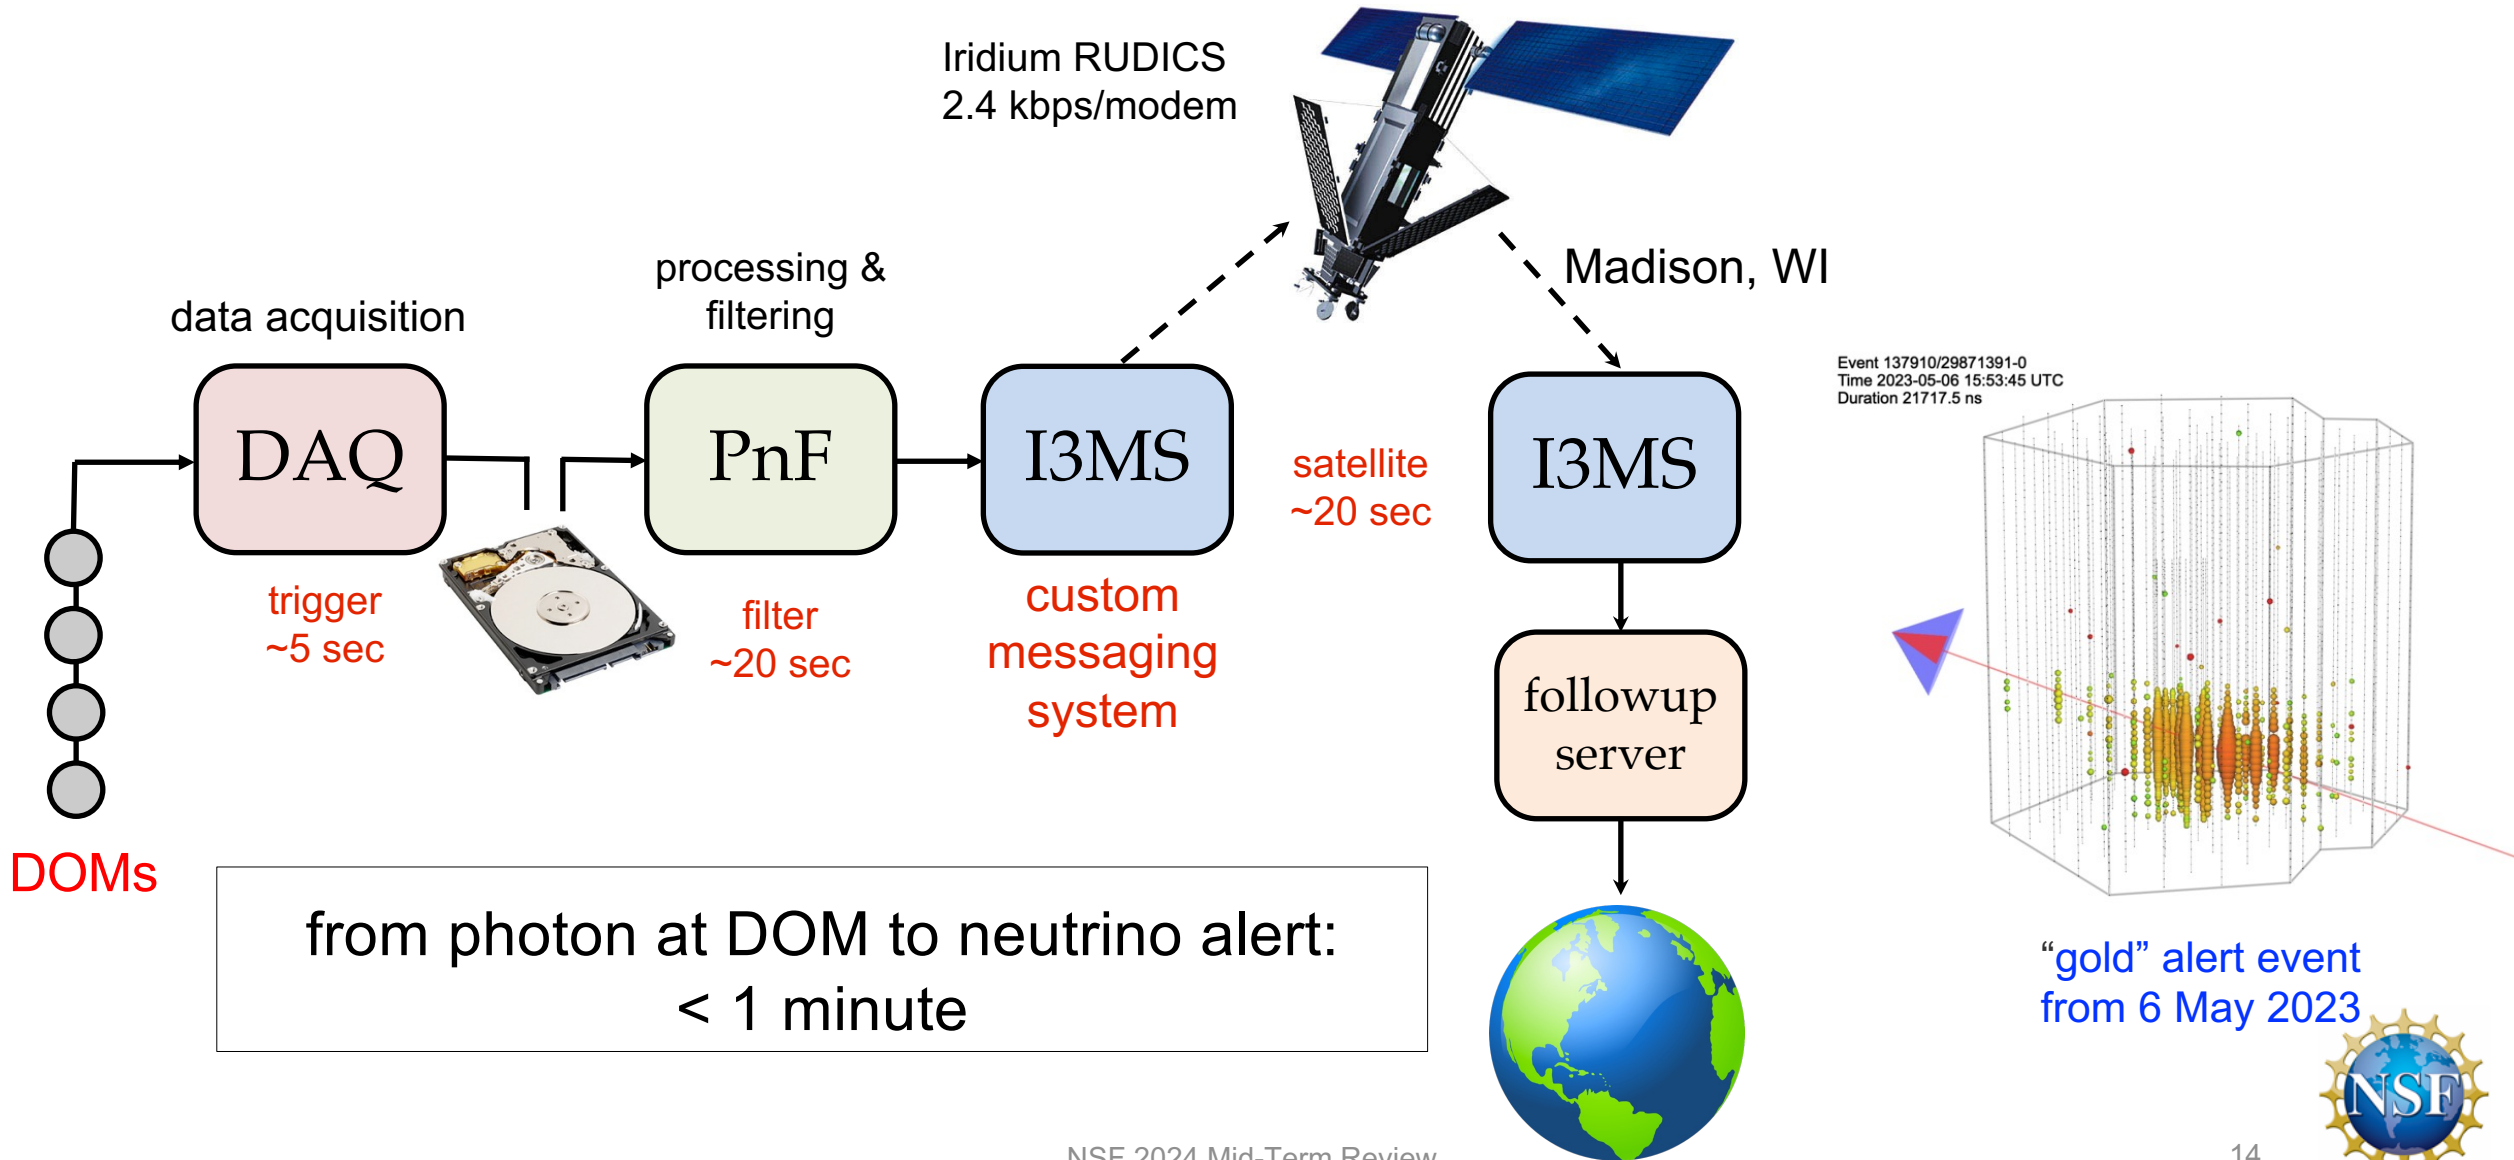 Iridium RUDICS
2.4 kbps/modem
processing &
filtering
Madison, WI
data acquisition
Event 137910/29871391-0
Time 2023-05-06 15:53:45 UTC
Duration 21717.5 ns
DAQ
PnF
I3MS
satellite
~20 sec
I3MS
trigger
~5 sec
filter
~20 sec
custom
messaging
system
followup
server
DOMs
from photon at DOM to neutrino alert:
< 1 minute
“gold” alert event
from 6 May 2023
NSF
NSF 2024 Mid-Term Review
14